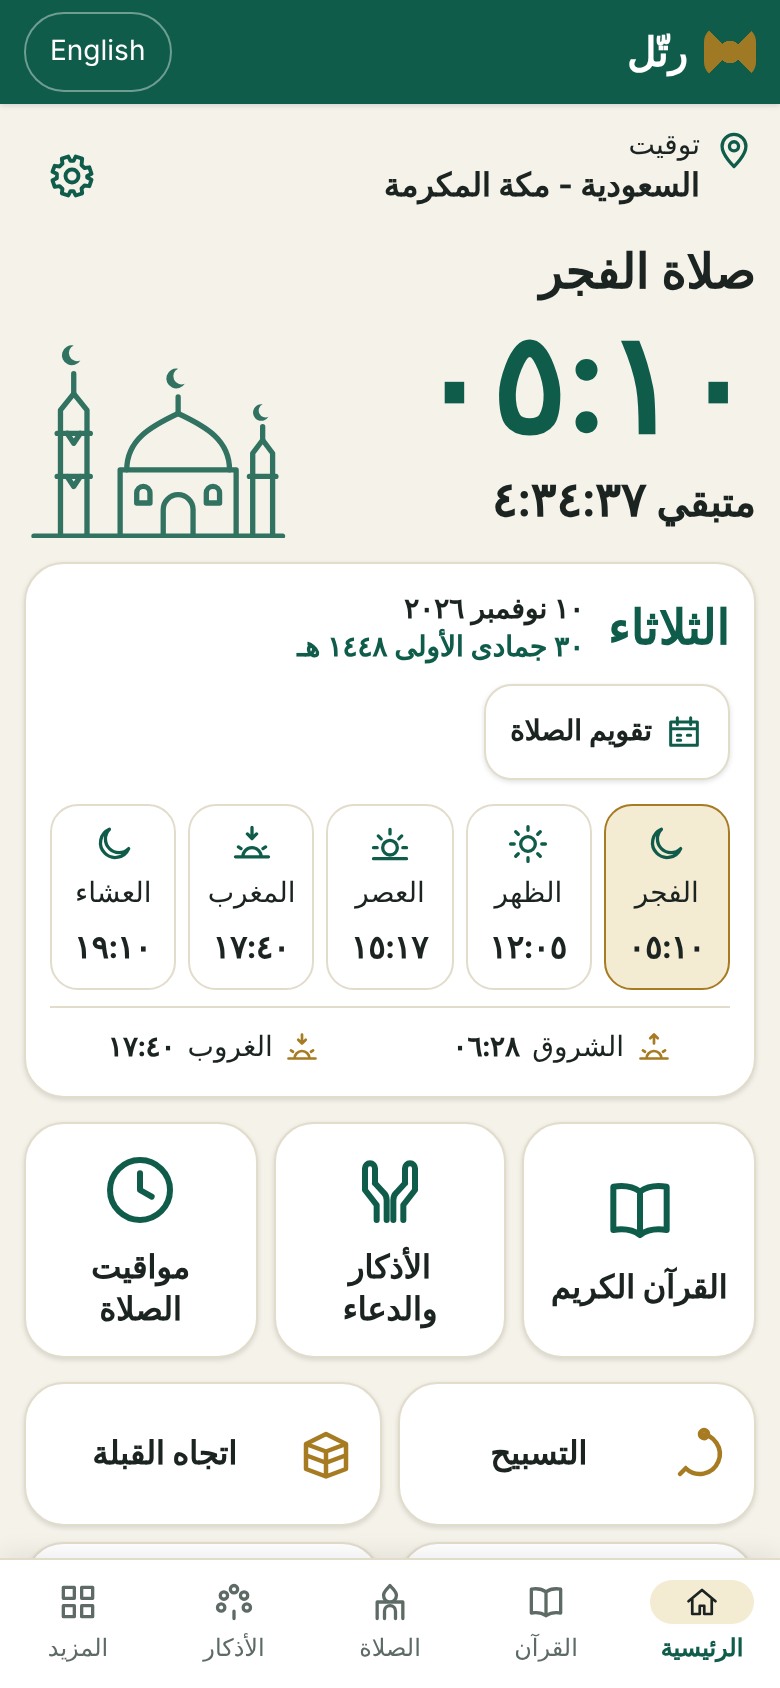 رتّل
English
توقيت
السعودية - مكة المكرمة
صلاة الفجر
٠٥:١٠
متبقي ٤:٣٤:٣٧
الثلاثاء
١٠ نوفمبر ٢٠٢٦
٣٠ جمادى الأولى ١٤٤٨ هـ
تقويم الصلاة
الفجر
٠٥:١٠
الظهر
١٢:٠٥
العصر
١٥:١٧
المغرب
١٧:٤٠
العشاء
١٩:١٠
الشروق ٠٦:٢٨
الغروب ١٧:٤٠
القرآن الكريم
الأذكار
والدعاء
مواقيت
الصلاة
التسبيح
اتجاه القبلة
الرئيسية
القرآن
الصلاة
الأذكار
المزيد